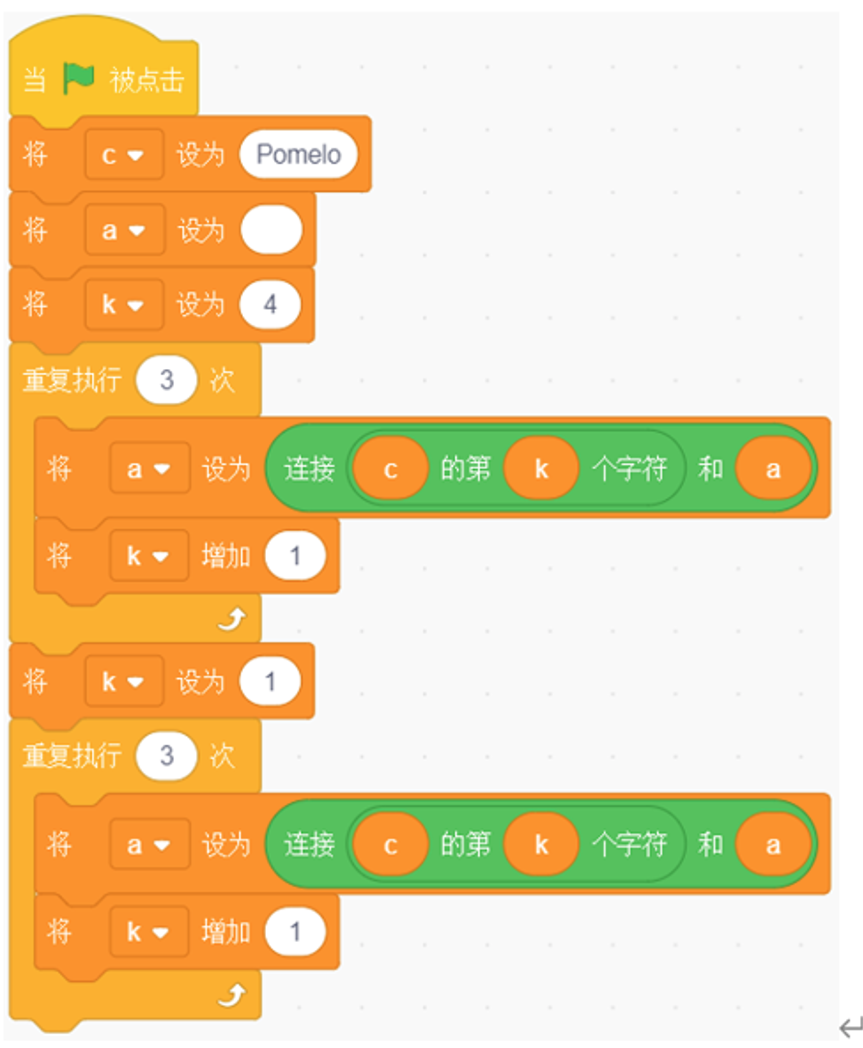 当 被点击
将 c 设为 Pomelo
将 a 设为
将 k 设为 4
重复执行 3 次
将 a 设为 连接 c 的第 k 个字符 和 a
将 k 增加 1
将 k 设为 1
重复执行 3 次
将 a 设为 连接 c 的第 k 个字符 和 a
将 k 增加 1